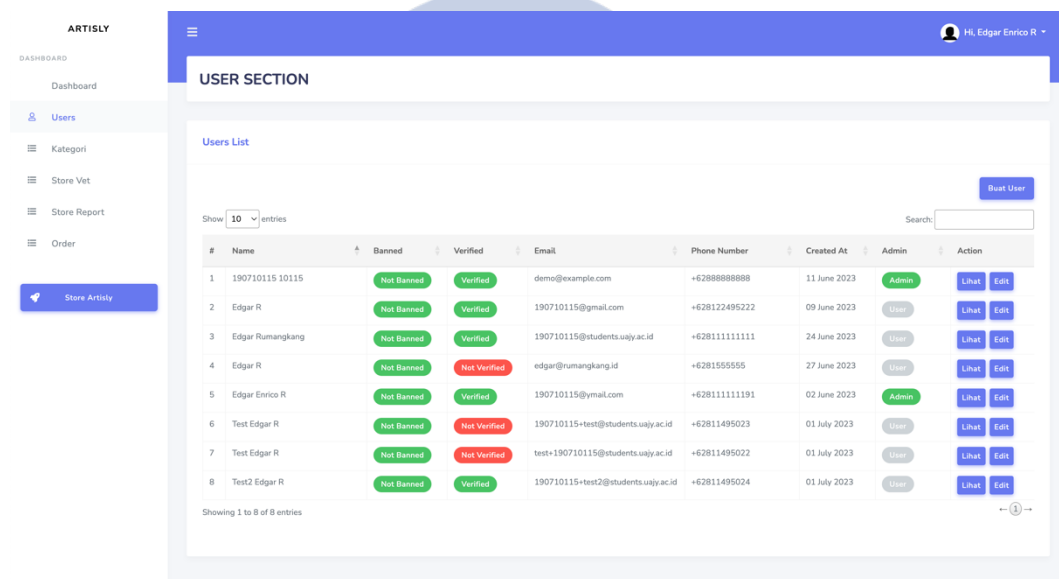 ARTISLY
Hi, Edgar Enrico R
DASHBOARD
Dashboard
Users
Kategori
Store Vet
Store Report
Order
Store Artisly
USER SECTION
Users List
Buat User
Show 10 entries
Search:
# Name Banned Verified Email Phone Number Created At Admin Action
1 190710115 10115 Not Banned Verified demo@example.com +62888888888 11 June 2023 Admin Lihat Edit
2 Edgar R Not Banned Verified 190710115@gmail.com +628122495222 09 June 2023 User Lihat Edit
3 Edgar Rumangkang Not Banned Verified 190710115@students.uajy.ac.id +628111111111 24 June 2023 User Lihat Edit
4 Edgar R Not Banned Not Verified edgar@rumangkang.id +6281555555 27 June 2023 User Lihat Edit
5 Edgar Enrico R Not Banned Verified 190710115@ymail.com +628111111191 02 June 2023 Admin Lihat Edit
6 Test Edgar R Not Banned Not Verified 190710115+test@students.uajy.ac.id +62811495023 01 July 2023 User Lihat Edit
7 Test Edgar R Not Banned Not Verified test+190710115@students.uajy.ac.id +62811495022 01 July 2023 User Lihat Edit
8 Test2 Edgar R Not Banned Verified 190710115+test2@students.uajy.ac.id +62811495024 01 July 2023 User Lihat Edit
Showing 1 to 8 of 8 entries
←1→